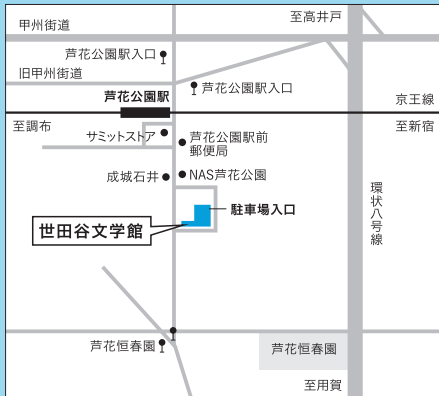 至高井戸
甲州街道
芦花公園駅入口
旧甲州街道
芦花公園駅入口
芦花公園駅
京王線
至調布
至新宿
サミットストア
芦花公園駅前
郵便局
成城石井
NAS芦花公園
駐車場入口
世田谷文学館
環状八号線
芦花恒春園
芦花恒春園
至用賀